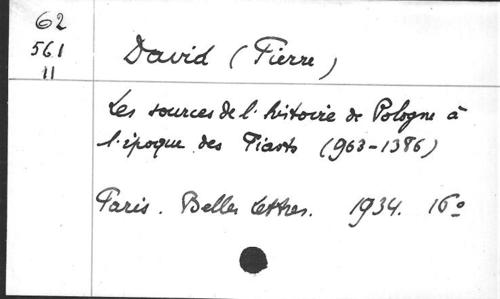 62
561
11
David (Pierre)
Les sources de l'histoire de Pologne à
l'époque des Piasts (963-1386)
Paris. Belles Lettres. 1934. 16º